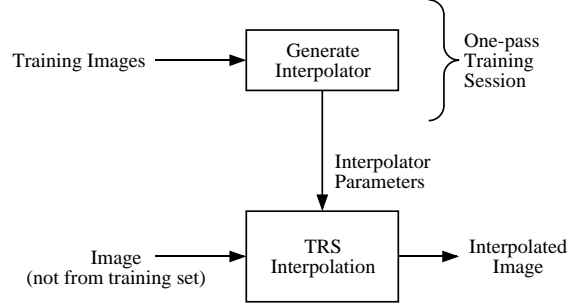 Training Images
Generate
Interpolator
One-pass
Training
Session
Interpolator
Parameters
Image
(not from training set)
TRS
Interpolation
Interpolated
Image